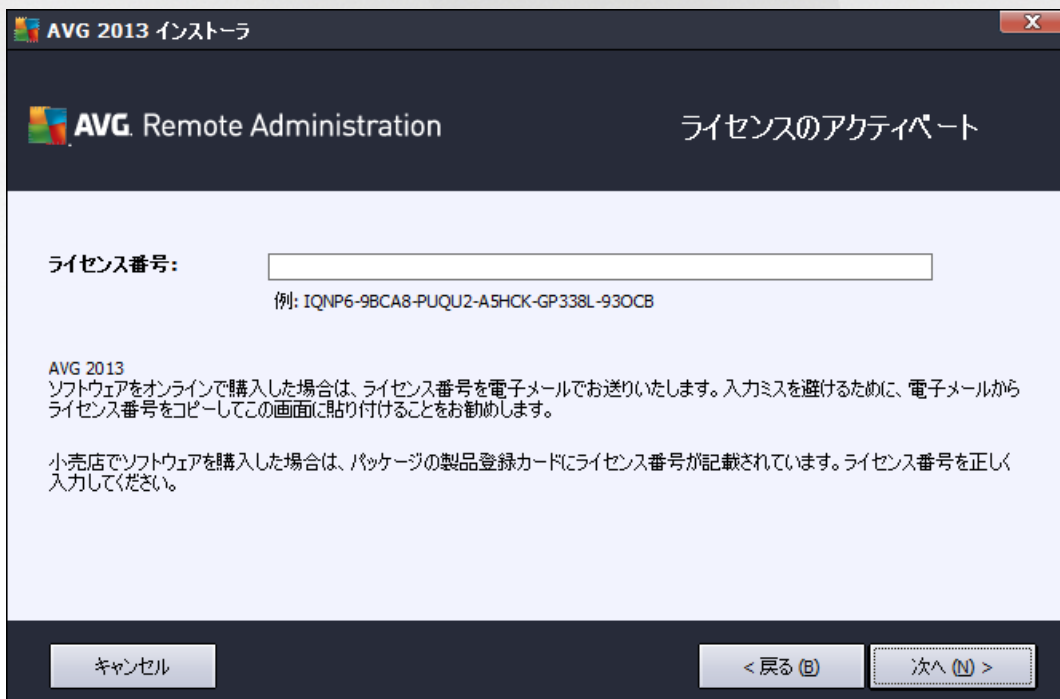 AVG 2013 インストーラ
AVG. Remote Administration
ライセンスのアクティベート
ライセンス番号:
例: IQNP6-9BCA8-PUQU2-A5HCK-GP338L-93OCB
AVG 2013
ソフトウェアをオンラインで購入した場合は、ライセンス番号を電子メールでお送りいたします。入力ミスを避けるために、電子メールから
ライセンス番号をコピーしてこの画面に貼り付けることをお勧めします。
小売店でソフトウェアを購入した場合は、パッケージの製品登録カードにライセンス番号が記載されています。ライセンス番号を正しく
入力してください。
キャンセル
< 戻る (B)
次へ (N) >